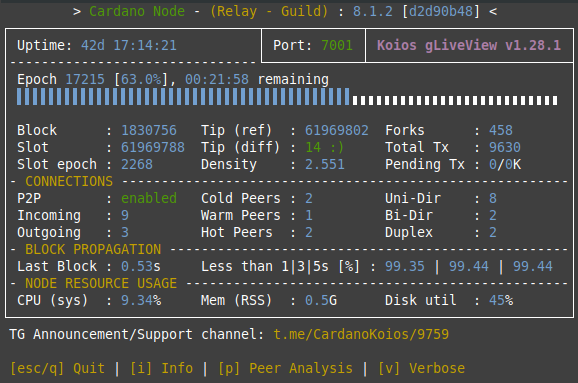 > Cardano Node - (Relay - Guild) : 8.1.2 [d2d90b48] <
Uptime: 42d 17:14:21 Port: 7001 Koios gLiveView v1.28.1
Epoch 17215 [63.0%], 00:21:58 remaining
Block : 1830756 Tip (ref) : 61969802 Forks : 458
Slot : 61969788 Tip (diff) : 14 :) Total Tx : 9630
Slot epoch : 2268 Density : 2.551 Pending Tx : 0/0K
- CONNECTIONS
P2P : enabled Cold Peers : 2 Uni-Dir : 8
Incoming : 9 Warm Peers : 1 Bi-Dir : 2
Outgoing : 3 Hot Peers : 2 Duplex : 2
- BLOCK PROPAGATION
Last Block : 0.53s Less than 1|3|5s [%] : 99.35 | 99.44 | 99.44
- NODE RESOURCE USAGE
CPU (sys) : 9.34% Mem (RSS) : 0.5G Disk util : 45%
TG Announcement/Support channel: t.me/CardanoKoios/9759
[esc/q] Quit | [i] Info | [p] Peer Analysis | [v] Verbose